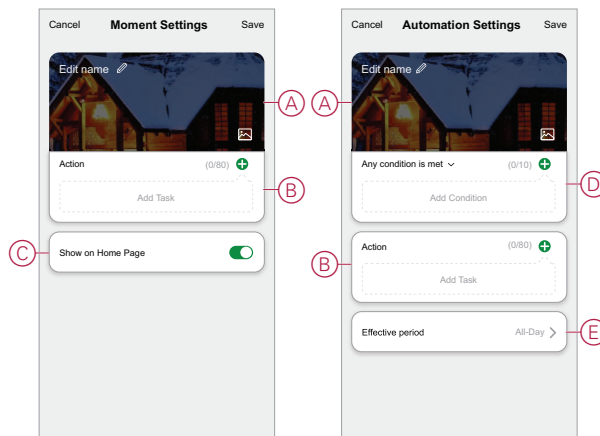 Cancel Moment Settings Save
Edit name
A
Action (0/80)
Add Task
B
C
Show on Home Page
Cancel Automation Settings Save
Edit name
A
Any condition is met (0/10)
Add Condition
D
Action (0/80)
Add Task
B
Effective period All-Day
E